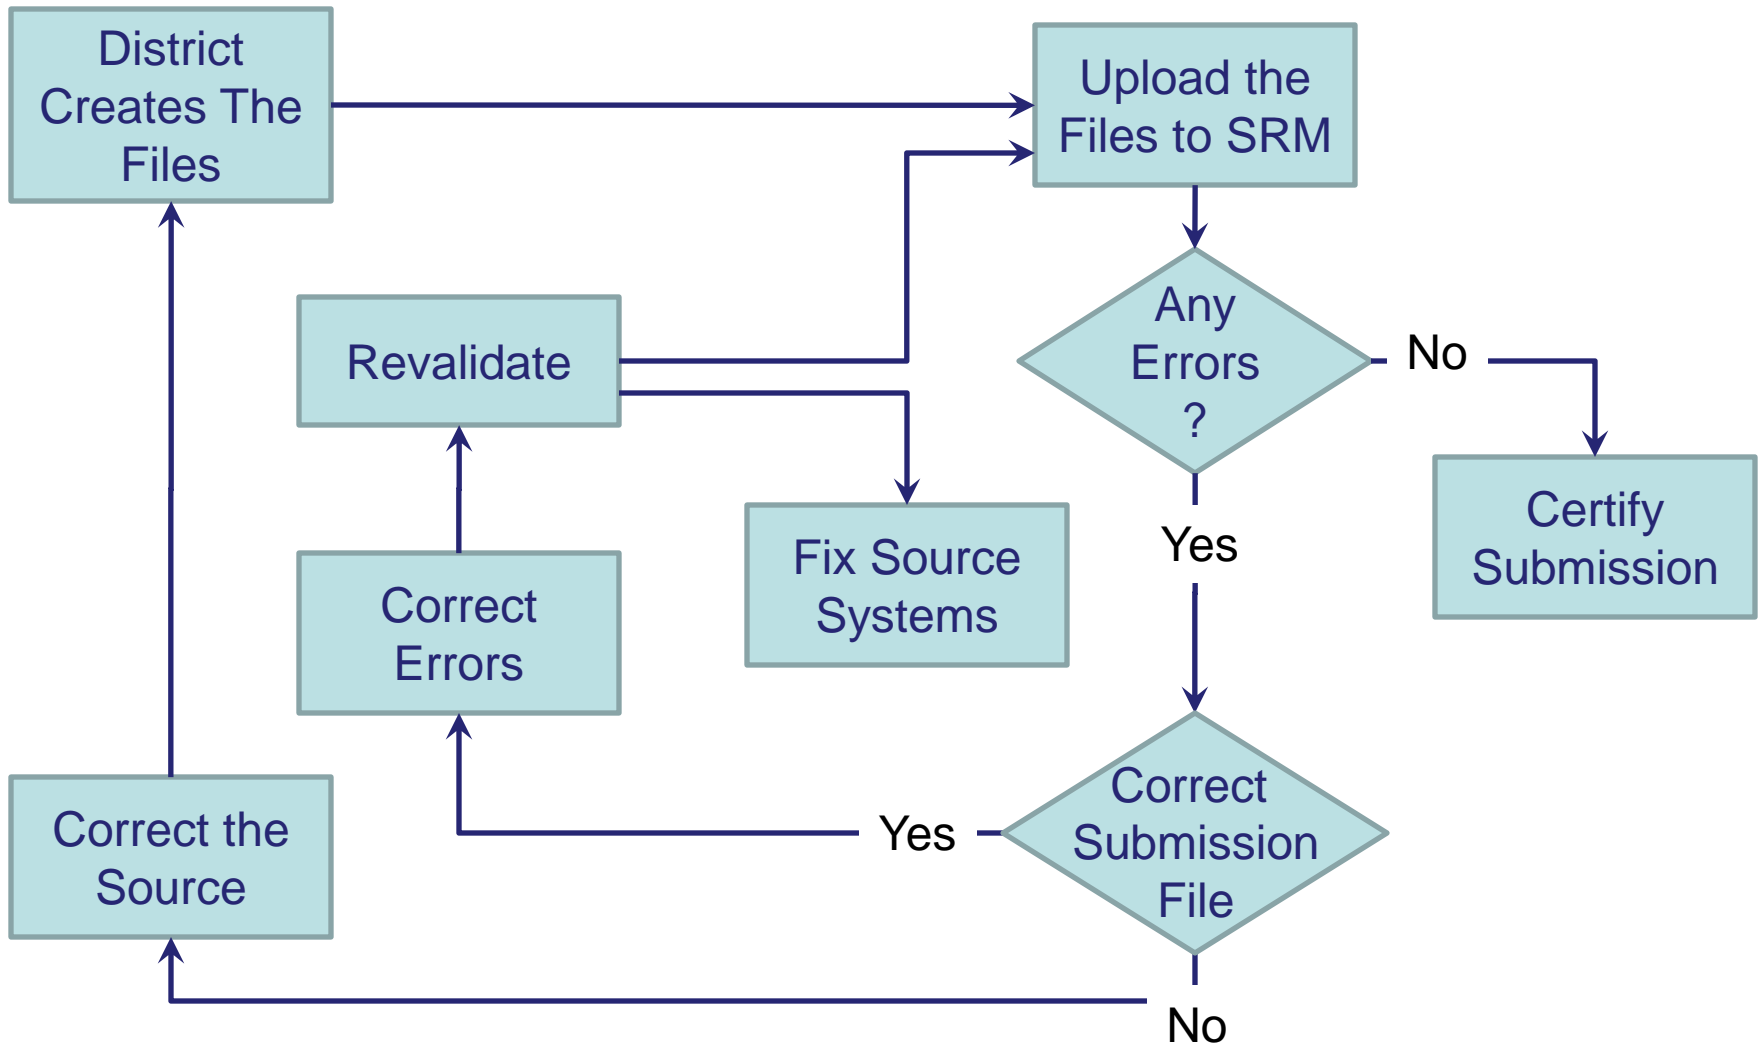 District
Creates The
Files
Upload the
Files to SRM
Any
Errors
?
No
Revalidate
Certify
Submission
Yes
Fix Source
Systems
Correct
Errors
Correct
Submission
File
Yes
Correct the
Source
No